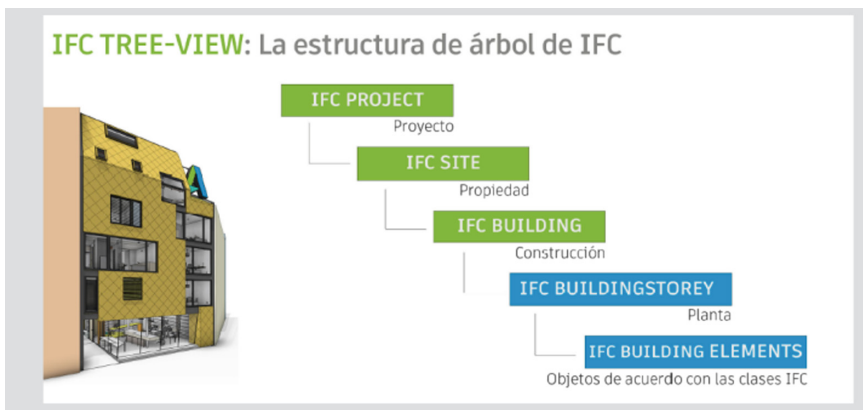 IFC TREE-VIEW: La estructura de árbol de IFC
IFC PROJECT
Proyecto
IFC SITE
Propiedad
IFC BUILDING
Construcción
IFC BUILDINGSTOREY
Planta
IFC BUILDING ELEMENTS
Objetos de acuerdo con las clases IFC